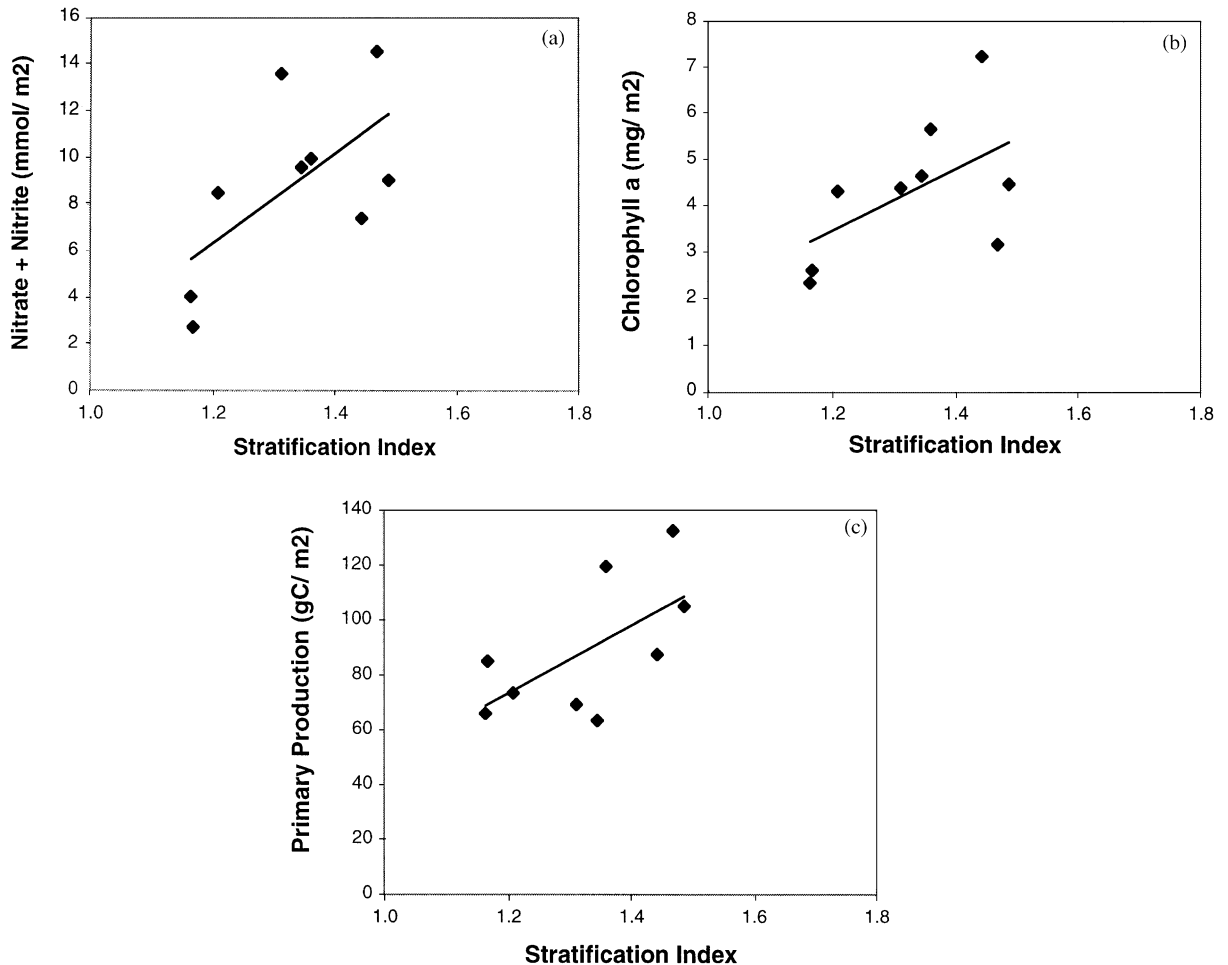 (a)
Nitrate + Nitrite (mmol/ m2)
16
14
12
10
8
6
4
2
0
1.0 1.2 1.4 1.6 1.8
Stratification Index
(b)
Chlorophyll a (mg/ m2)
8
7
6
5
4
3
2
1
0
1.0 1.2 1.4 1.6 1.8
Stratification Index
(c)
Primary Production (gC/ m2)
140
120
100
80
60
40
20
0
1.0 1.2 1.4 1.6 1.8
Stratification Index